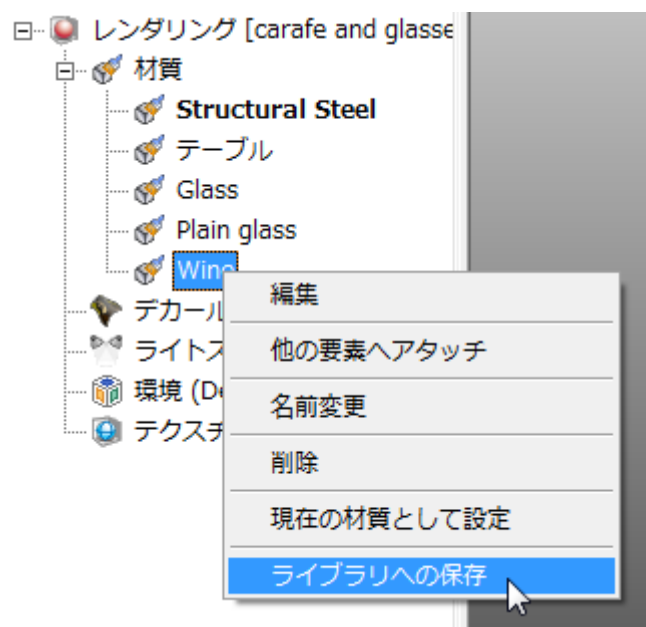 レンダリング [carafe and glasse
材質
Structural Steel
テーブル
Glass
Plain glass
Wine
編集
デカール
他の要素へアタッチ
ライトス
名前変更
環境 (De
削除
テクスチ
現在の材質として設定
ライブラリへの保存